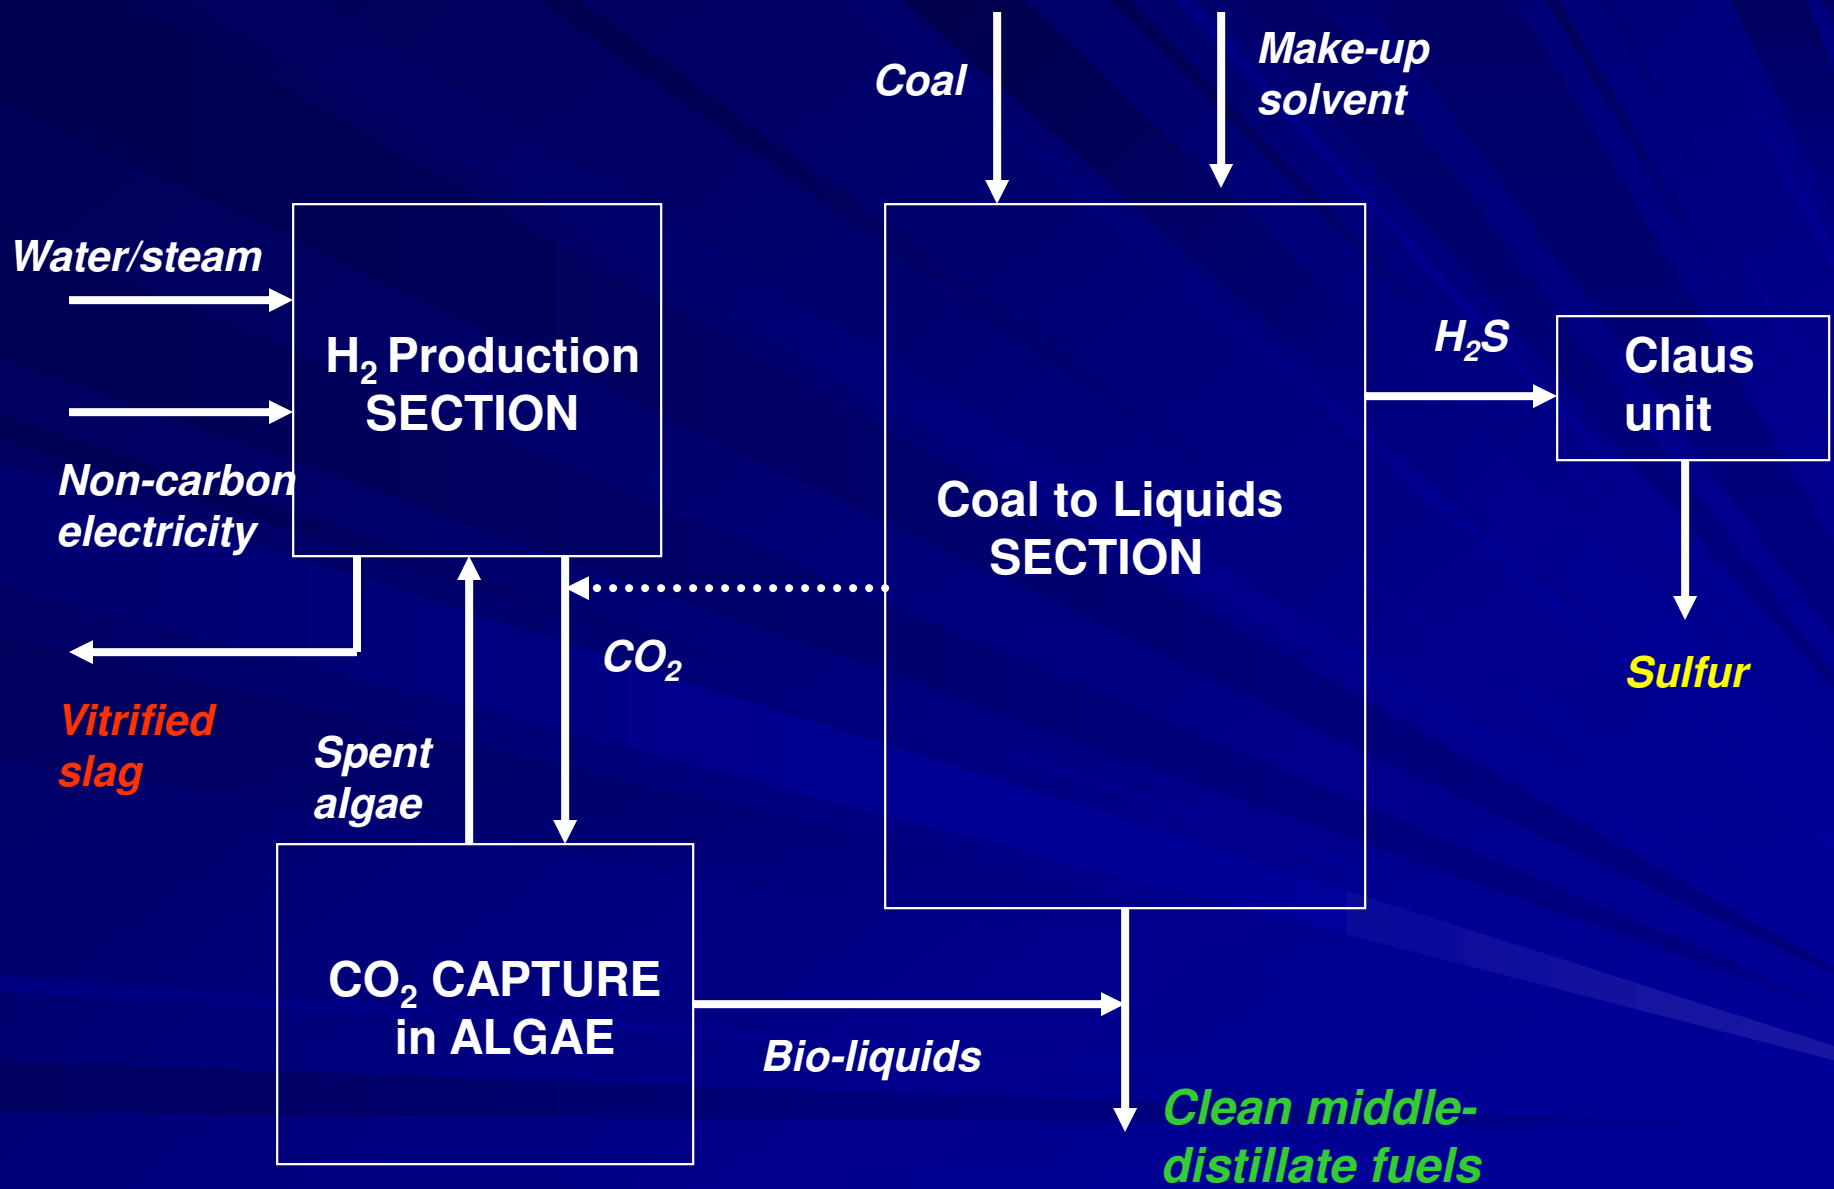 Coal
Make-up
solvent
Water/steam
H₂ Production
SECTION
Non-carbon
electricity
Coal to Liquids
SECTION
H₂S
Claus
unit
CO₂
Sulfur
Vitrified
slag
Spent
algae
CO₂ CAPTURE
in ALGAE
Bio-liquids
Clean middle-
distillate fuels